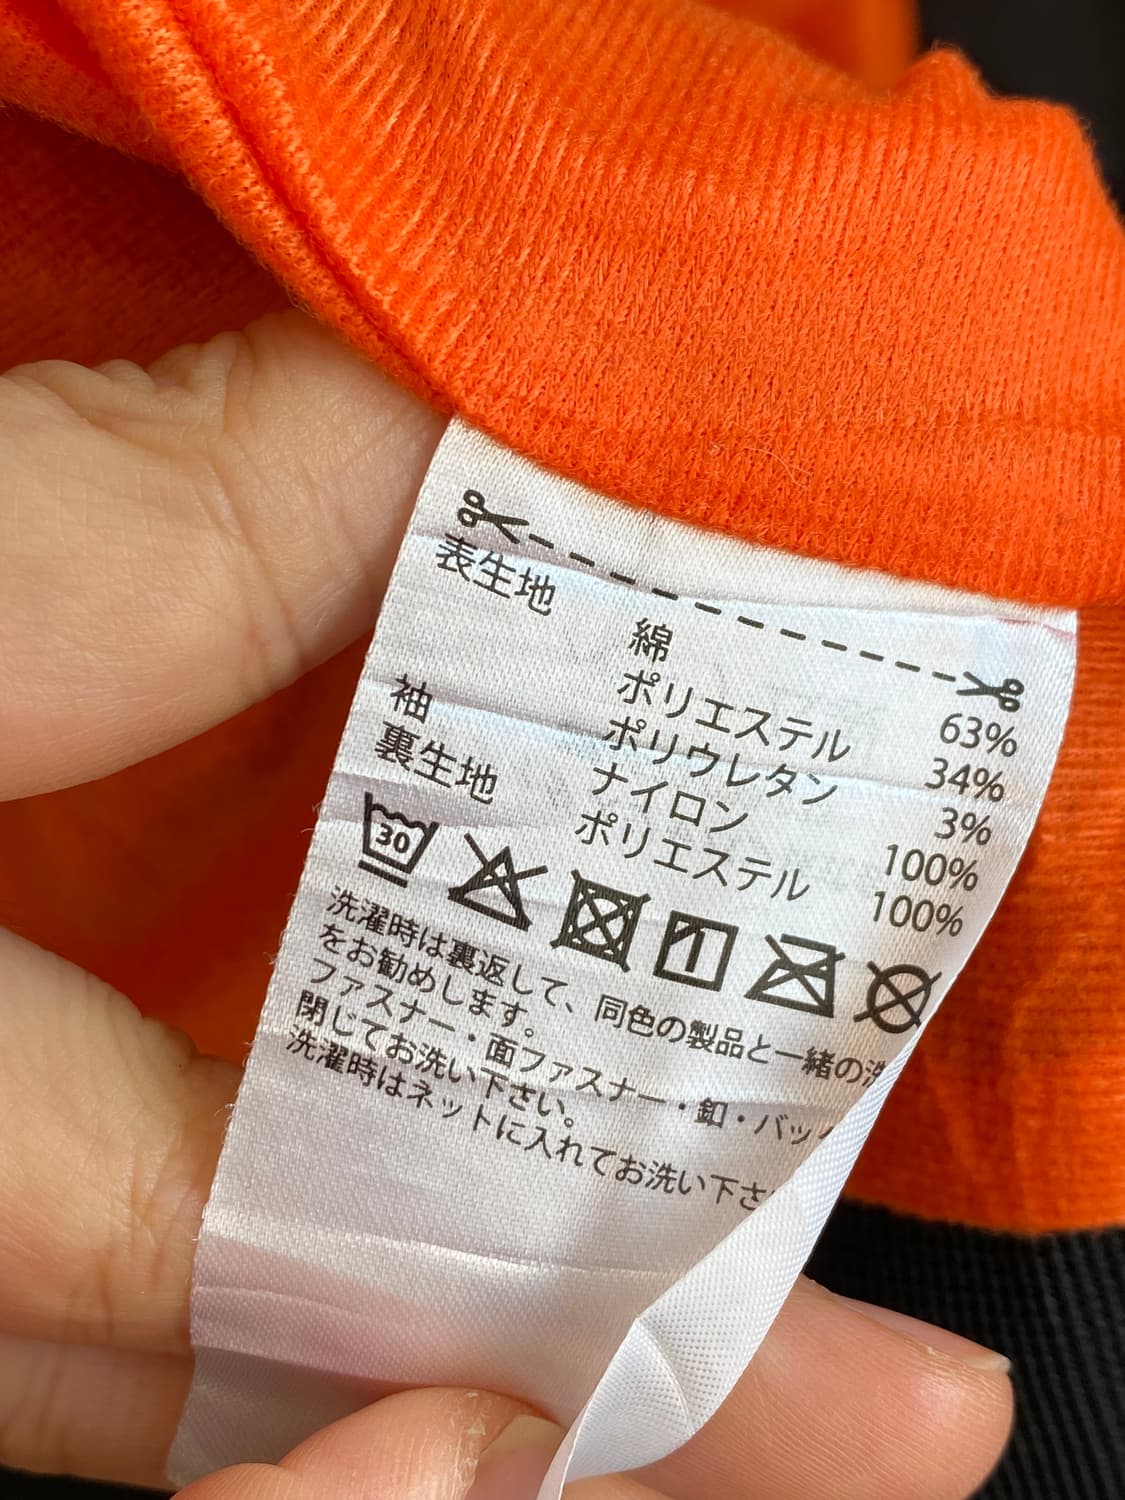 表生地
綿 63%
ポリエステル 34%
ポリウレタン 3%
袖 ナイロン 100%
裏生地 ポリエステル 100%
30
1
洗濯時は裏返して、同色の製品と一緒の洗
をお勧めします。
ファスナー・面ファスナー・釦・バッ
閉じてお洗い下さい。
洗濯時はネットに入れてお洗い下さ